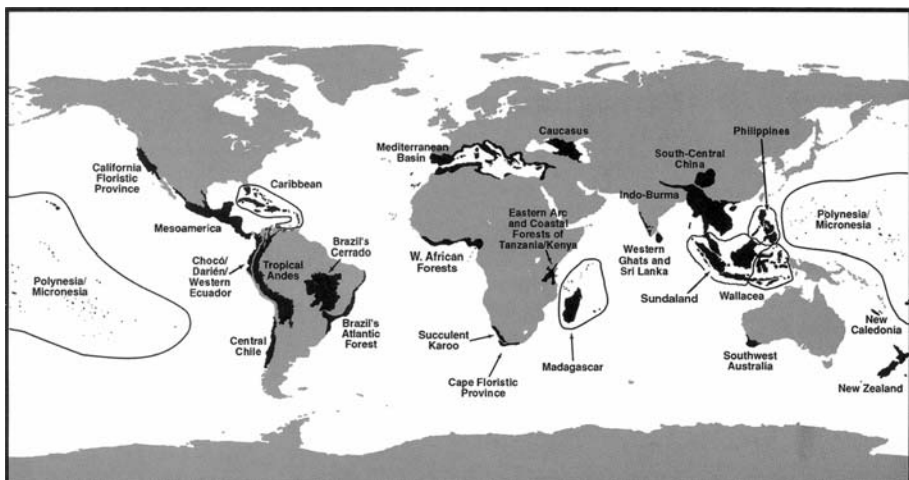 California
Floristic
Province
Mesoamerica
Caribbean
Polynesia/
Micronesia
Chocó/
Darién/
Western
Ecuador
Tropical
Andes
Brazil's
Cerrado
Brazil's
Atlantic
Forest
Central
Chile
Mediterranean
Basin
Caucasus
W. African
Forests
Eastern Arc
and Coastal
Forests of
Tanzania/Kenya
Succulent
Karoo
Cape Floristic
Province
Madagascar
South-Central
China
Philippines
Indo-Burma
Western
Ghats and
Sri Lanka
Sundaland
Wallacea
Polynesia/
Micronesia
New
Caledonia
Southwest
Australia
New Zealand